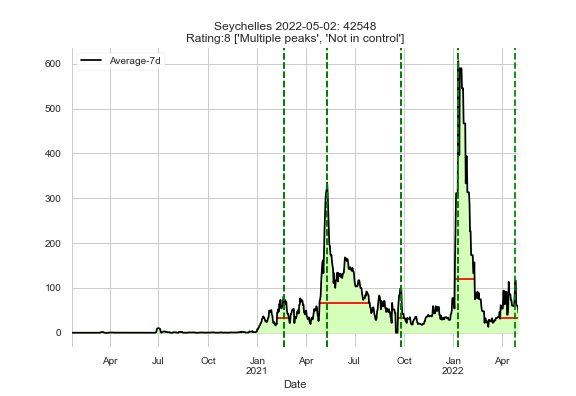 Seychelles 2022-05-02: 42548
Rating:8 ['Multiple peaks', 'Not in control']
Average-7d
600
500
400
300
200
100
0
Apr Jul Oct Jan Apr Jul Oct Jan Apr
2021 2022
Date